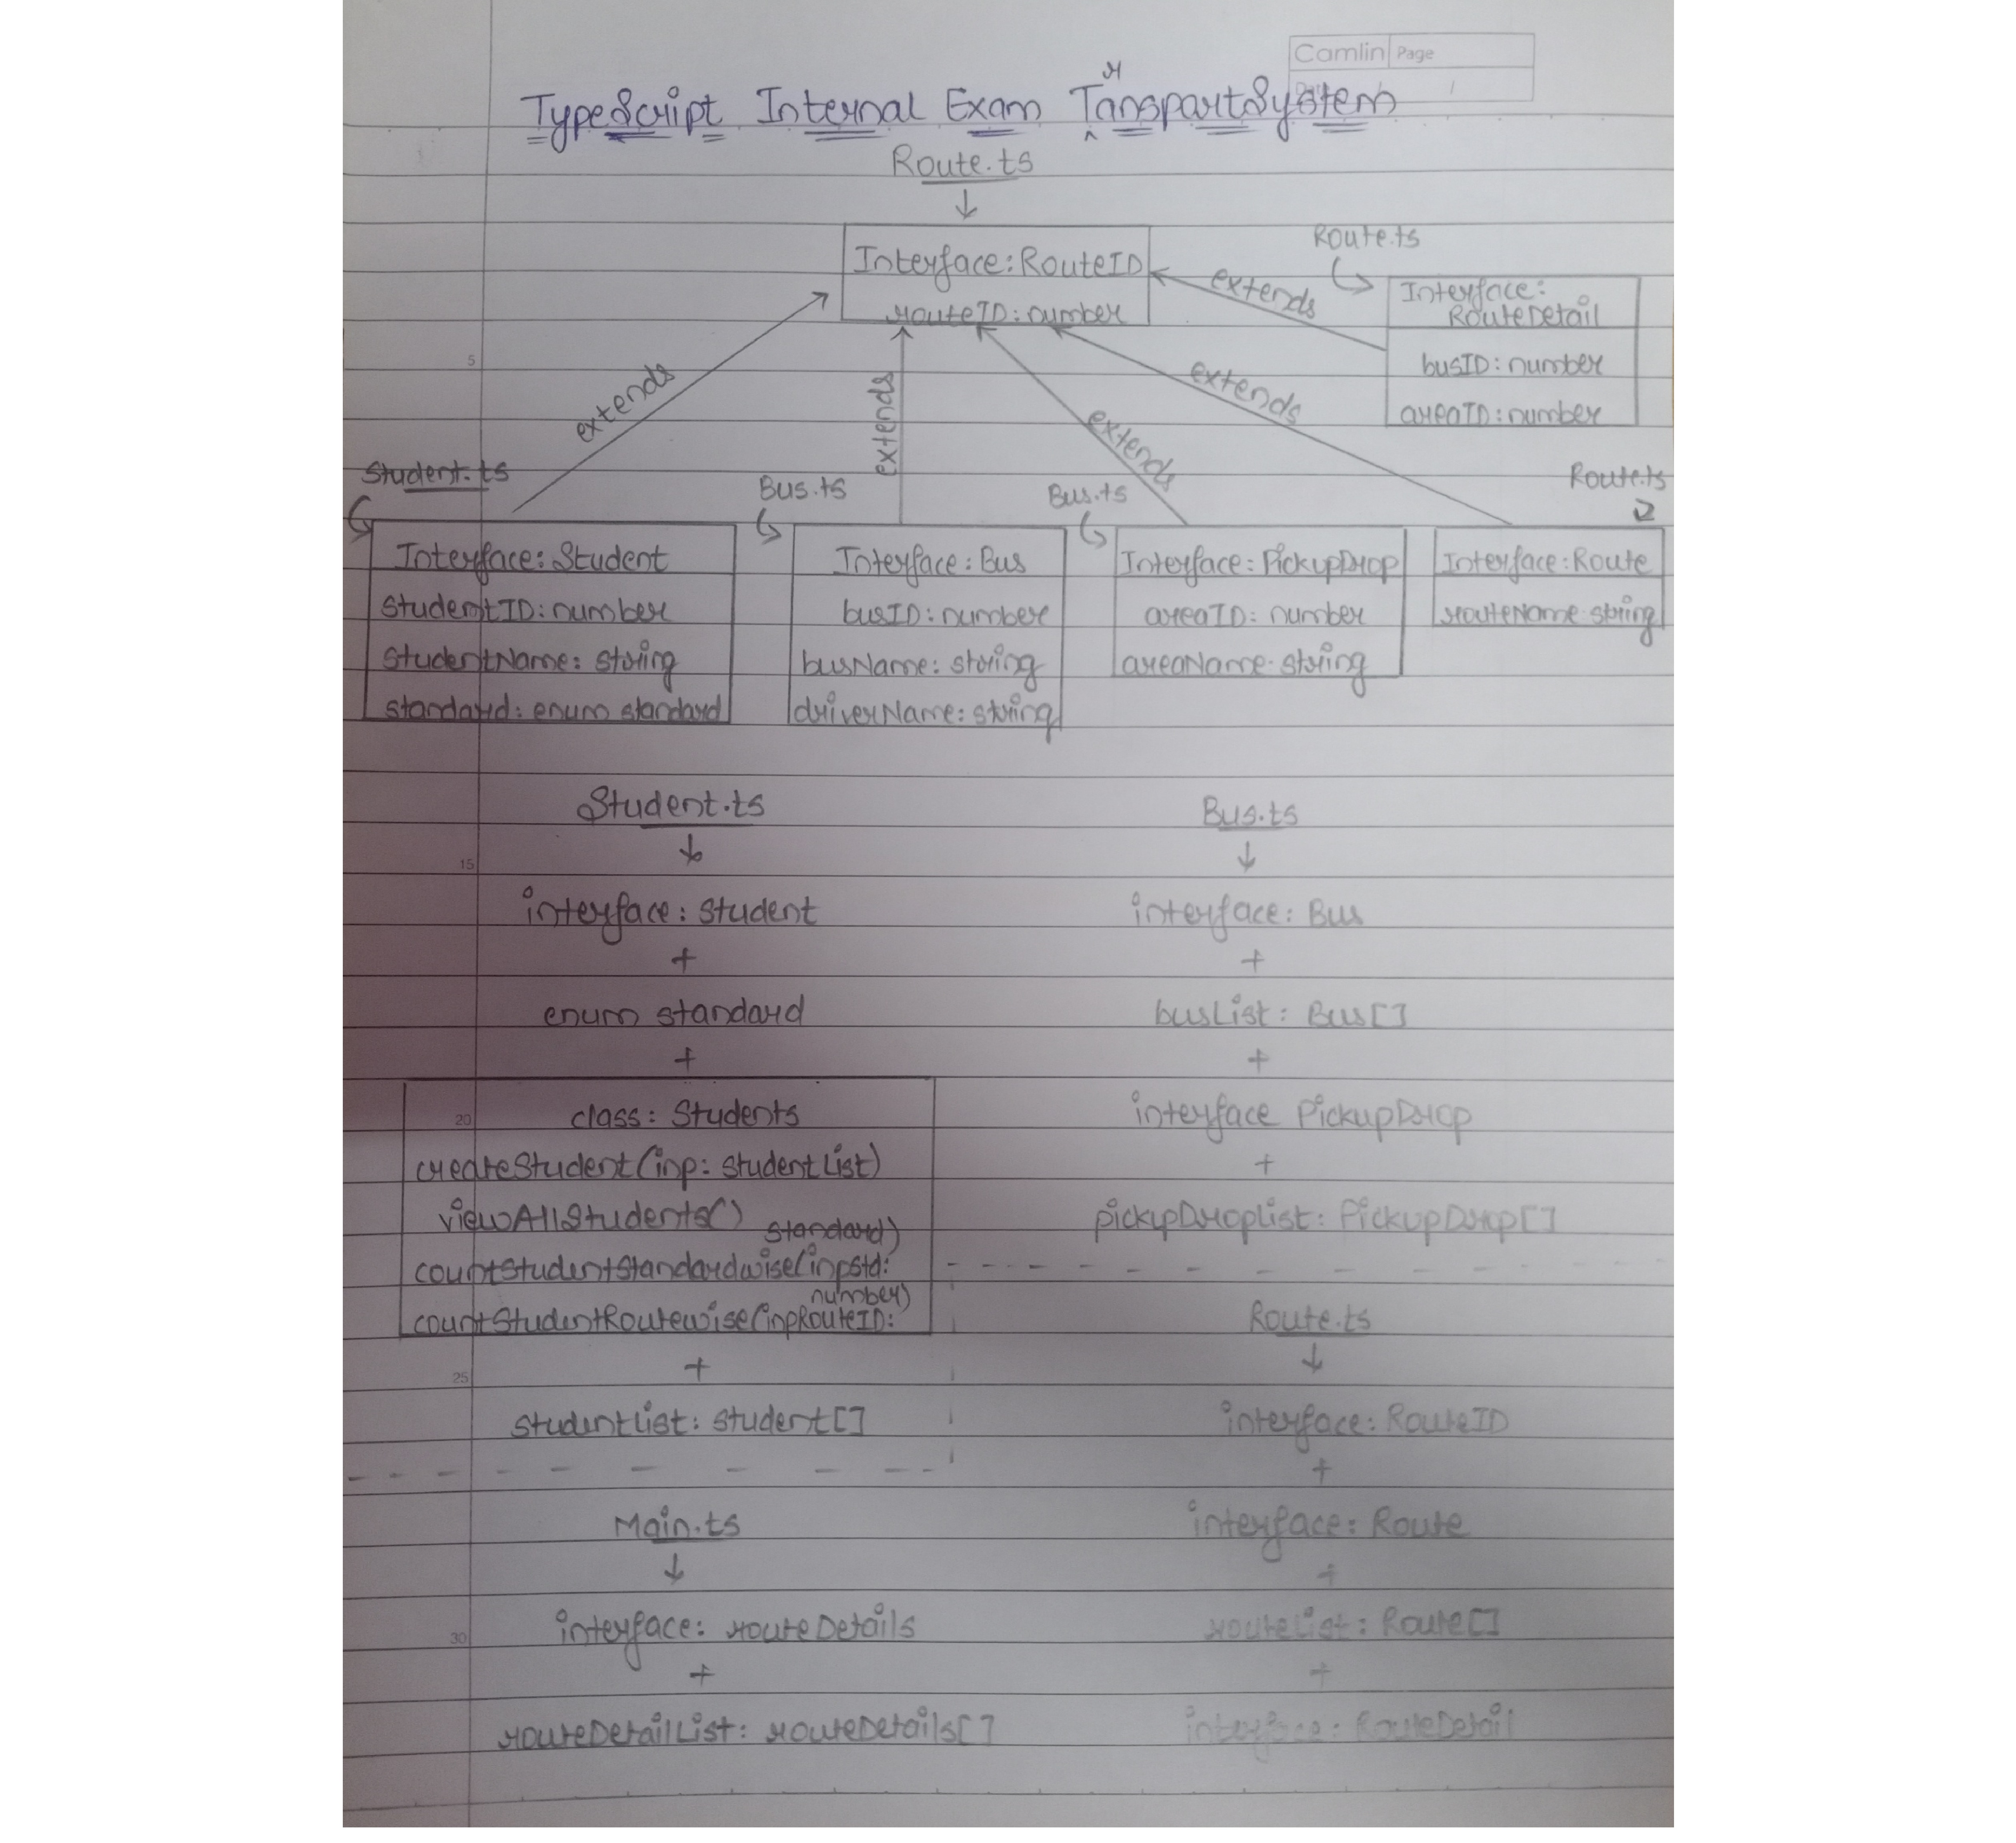 Camlin Page
TypeScript Internal Exam TransportSystem
Route.ts
Interface: RouteID
routeID: number
Route.ts
Interface:
RouteDetail
busID: number
areaID: number
extends
extends
extends
extends
extends
Student.ts
Interface: Student
StudentID: number
StudentName: string
standard: enum standard
Bus.ts
Interface: Bus
busID: number
busName: string
driverName: string
Bus.ts
Interface: PickupDrop
areaID: number
areaName: string
Route.ts
Interface: Route
routeName: string
Student.ts
interface: Student
+
enum standard
+
class: Students
createStudent(inp: studentList)
viewAllStudents()
countStudentStandardwise(inpStd: standard)
countStudentRoutewise(inpRouteID: number)
+
studentList: student[]
Main.ts
interface: routeDetails
+
routeDetailList: routeDetails[]
Bus.ts
interface: Bus
+
busList: Bus[]
+
interface PickupDrop
+
pickupDropList: PickupDrop[]
Route.ts
interface: RouteID
+
interface: Route
+
routeList: Route[]
+
interface: RouteDetail
5
15
20
25
30